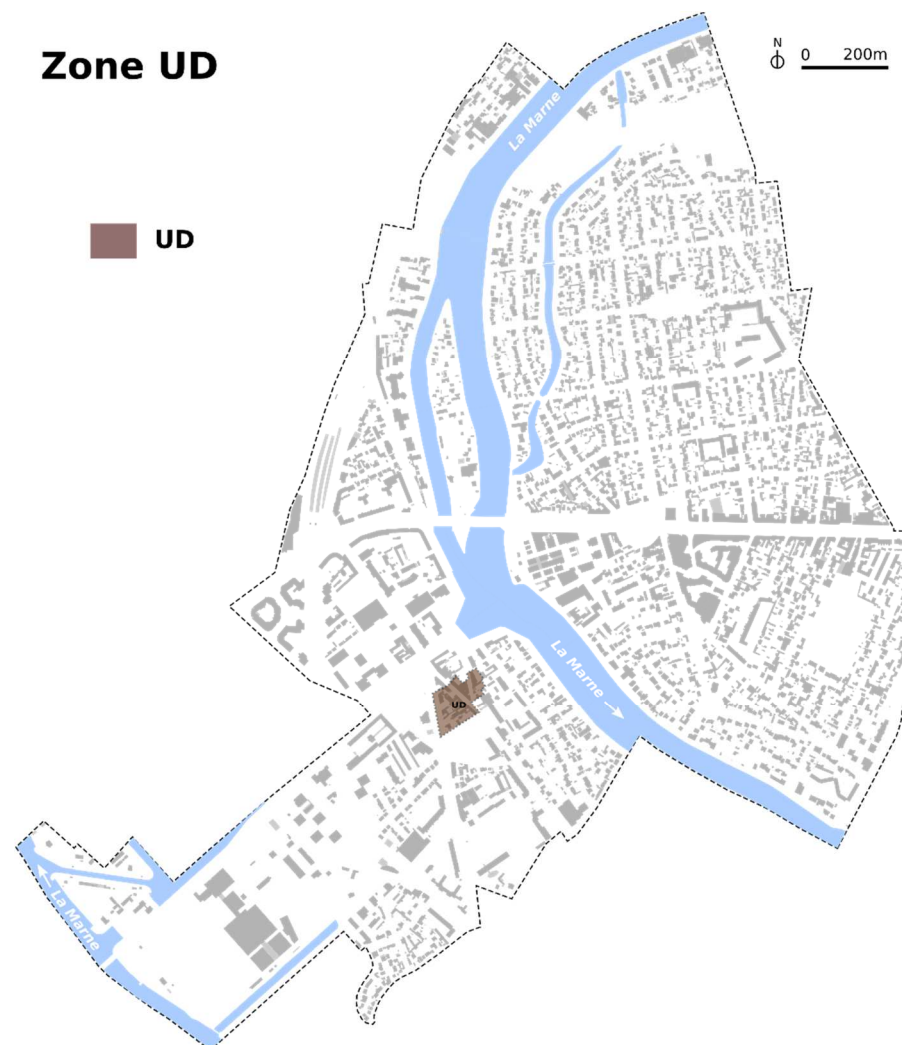 Zone UD
N
0 200m
UD
La Marne
La Marne →
UD
← La Marne